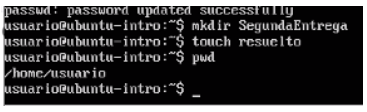 passwd: password updated successfully
usuario@ubuntu-intro:~$ mkdir SegundaEntrega
usuario@ubuntu-intro:~$ touch resuelto
usuario@ubuntu-intro:~$ pwd
/home/usuario
usuario@ubuntu-intro:~$ _